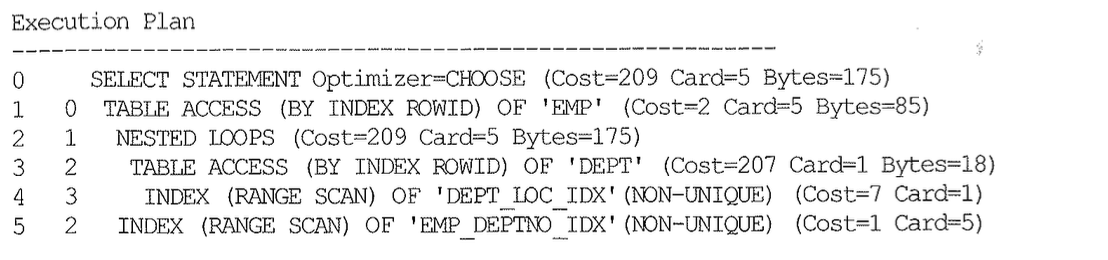 Execution Plan
----------------------------------------------------------
0 SELECT STATEMENT Optimizer=CHOOSE (Cost=209 Card=5 Bytes=175)
1 0 TABLE ACCESS (BY INDEX ROWID) OF 'EMP' (Cost=2 Card=5 Bytes=85)
2 1 NESTED LOOPS (Cost=209 Card=5 Bytes=175)
3 2 TABLE ACCESS (BY INDEX ROWID) OF 'DEPT' (Cost=207 Card=1 Bytes=18)
4 3 INDEX (RANGE SCAN) OF 'DEPT_LOC_IDX' (NON-UNIQUE) (Cost=7 Card=1)
5 2 INDEX (RANGE SCAN) OF 'EMP_DEPTNO_IDX' (NON-UNIQUE) (Cost=1 Card=5)